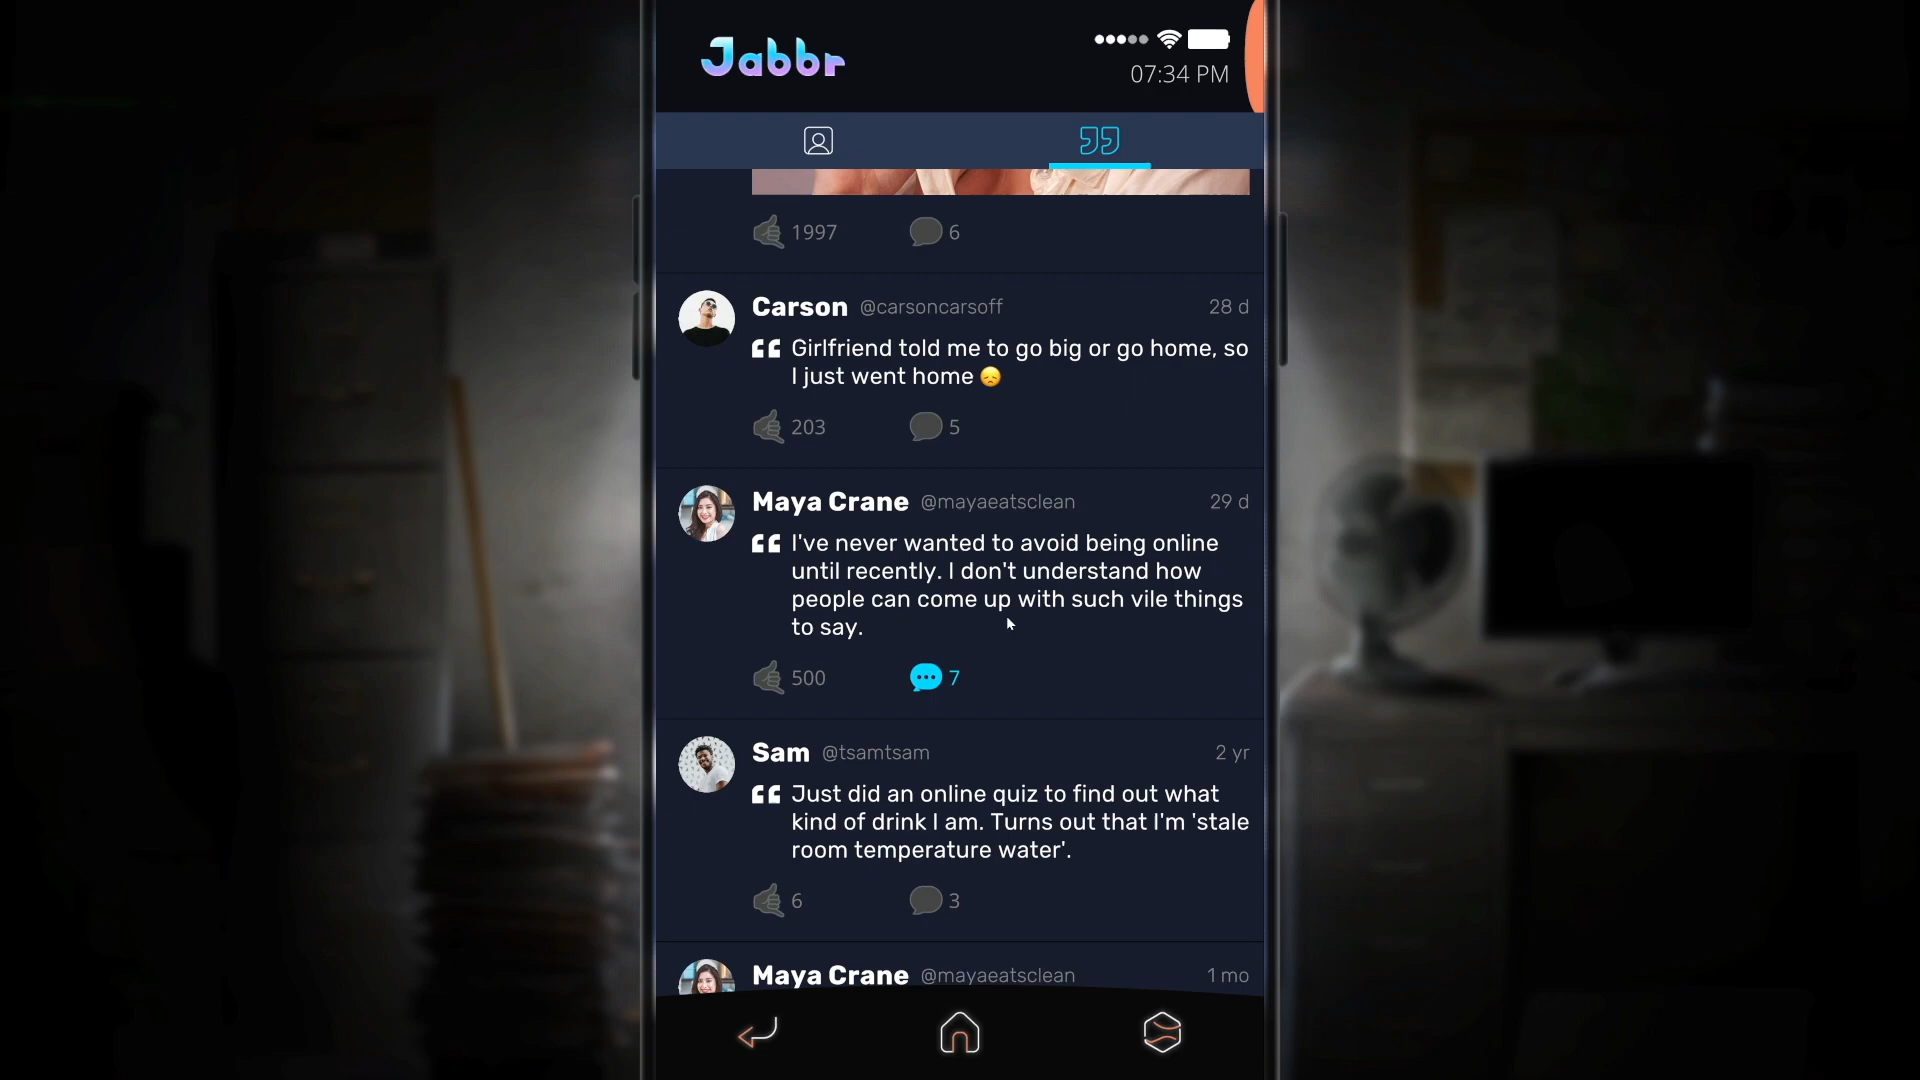 Jabbr
07:34 PM
1997 6
Carson @carsoncarsoff 28 d
Girlfriend told me to go big or go home, so
I just went home 😞
203 5
Maya Crane @mayaeatsclean 29 d
I've never wanted to avoid being online
until recently. I don't understand how
people can come up with such vile things
to say.
500 7
Sam @tsamtsam 2 yr
Just did an online quiz to find out what
kind of drink I am. Turns out that I'm 'stale
room temperature water'.
6 3
Maya Crane @mayaeatsclean 1 mo